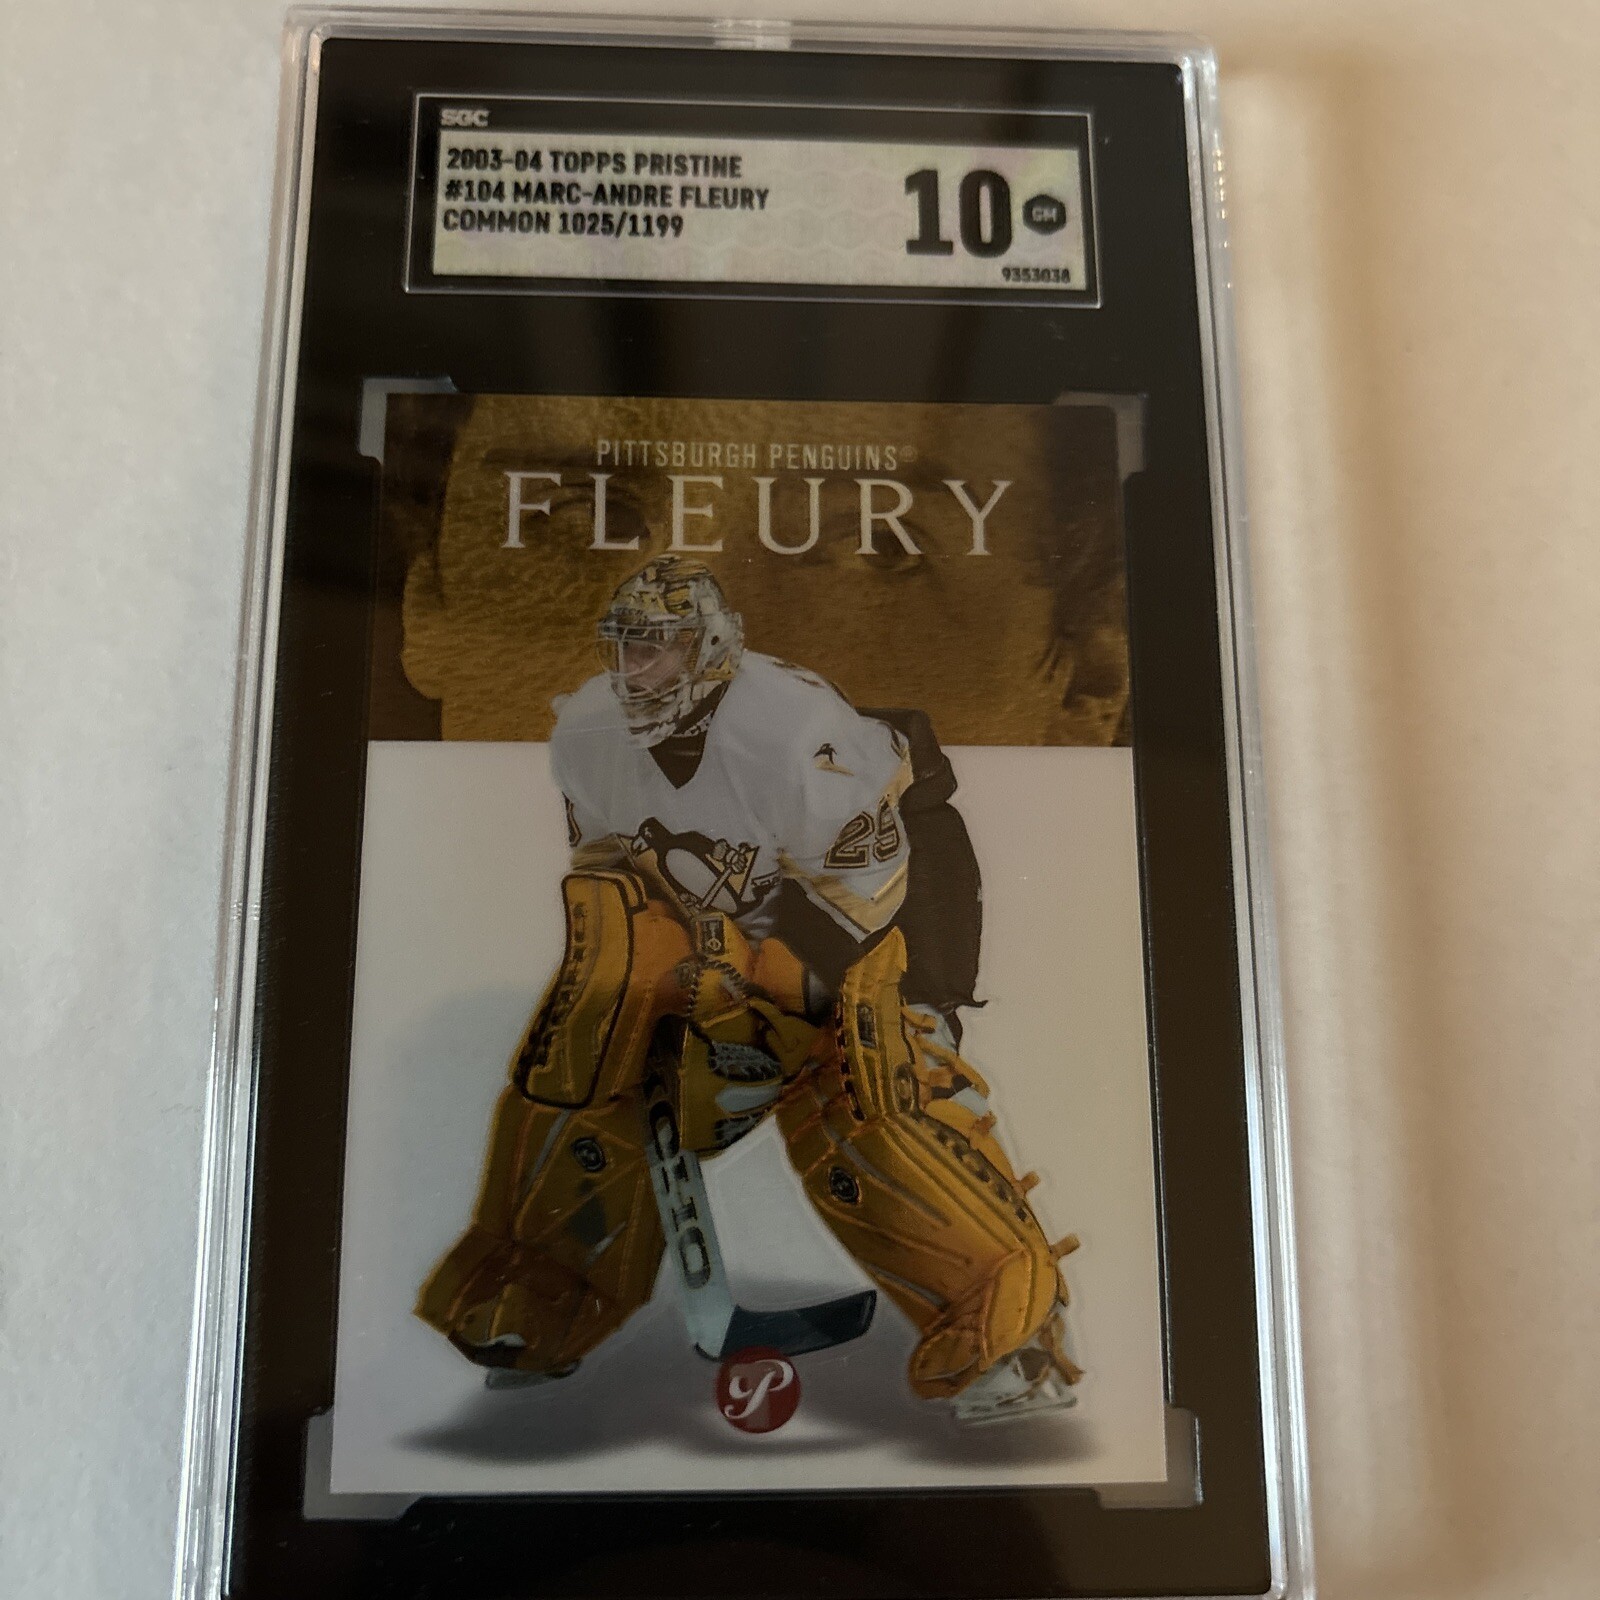 SGC
2003-04 TOPPS PRISTINE
#104 MARC-ANDRE FLEURY
COMMON 1025/1199
10 GM
9353038
PITTSBURGH PENGUINS®
FLEURY
29
OHIO
P